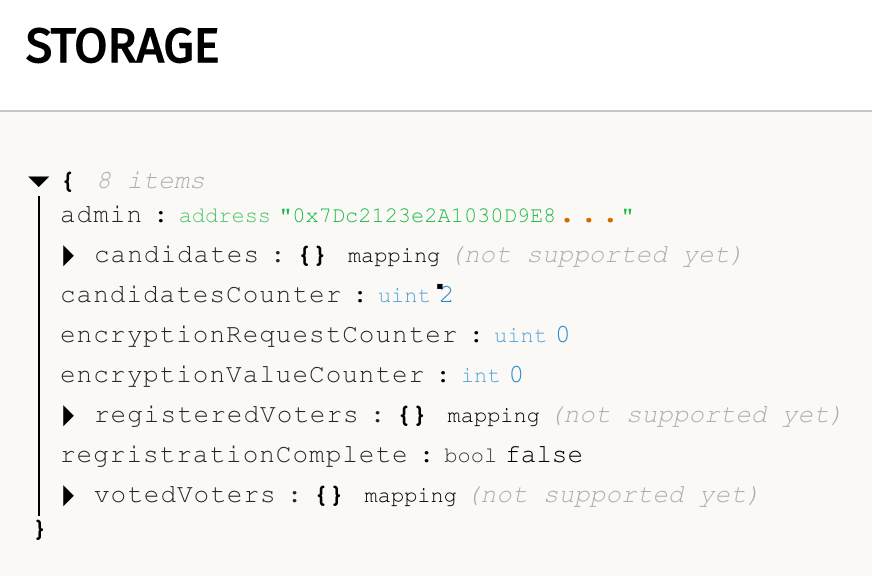 STORAGE
{ 8 items
admin : address "0x7Dc2123e2A1030D9E8..."
candidates : {} mapping (not supported yet)
candidatesCounter : uint 2
encryptionRequestCounter : uint 0
encryptionValueCounter : int 0
registeredVoters : {} mapping (not supported yet)
regristrationComplete : bool false
votedVoters : {} mapping (not supported yet)
}